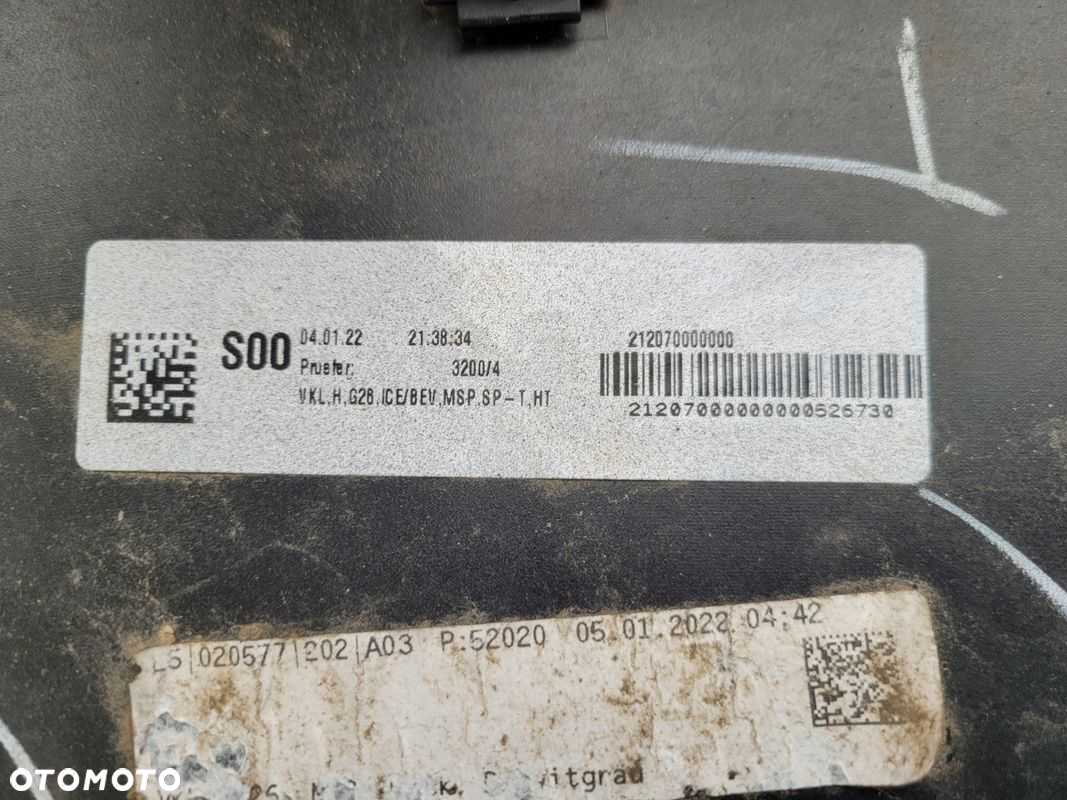 S00 04.01.22 21:38:34 212070000000
Pruefer: 3200/4
VKL,H,G26,ICE/BEV,MSP,SP-T,HT
21207000000000526730
020577|202|A03 P:52020 05.01.2022 04:42
OTOMOTO